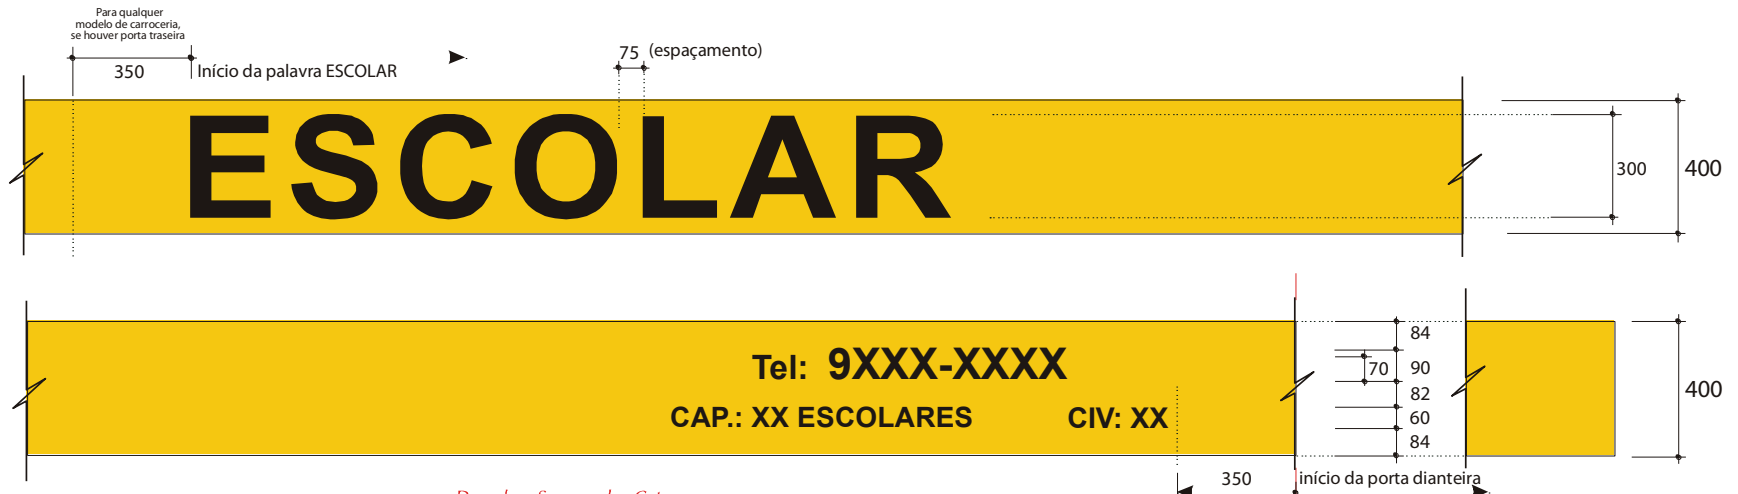 Para qualquer
modelo de carroceria,
se houver porta traseira
350
Início da palavra ESCOLAR
75 (espaçamento)
ESCOLAR
300
400
Tel: 9XXX-XXXX
CAP.: XX ESCOLARES CIV: XX
84
70 90
82
60
84
400
350
início da porta dianteira